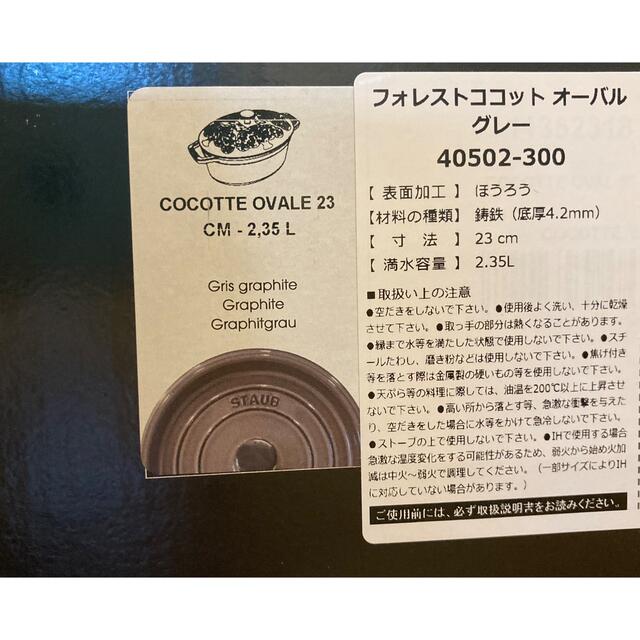 COCOTTE OVALE 23
CM - 2,35 L
Gris graphite
Graphite
Graphitgrau
STAUB
フォレストココット オーバル
グレー
40502-300
【 表面加工 】 ほうろう
【材料の種類】 鋳鉄（底厚4.2mm）
【 寸 法 】 23 cm
【 満水容量 】 2.35L
■取扱い上の注意
●空だきをしないで下さい。●使用後よく洗い、十分に乾燥
させて下さい。●取っ手の部分は熱くなることがあります。
●縁まで水等を満たした状態で使用しないで下さい。●スチ
ールたわし、磨き粉などは使用しないで下さい。●焦げ付き
等を落とす際は金属製の硬いもの等を使用しないで下さい。
●天ぷら等の料理に際しては、油温を200℃以上に上昇させ
ないで下さい。●高い所から落とす等、急激な衝撃を与えた
り、空だきをした場合に水等をかけて急冷しないで下さい。
●ストーブの上で使用しないで下さい。●IHで使用する場合
急激な温度変化をする可能性があるため、弱火から始め火加
減は中火～弱火で調理してください。（一部サイズによりIH
に対応していない場合があります。）
ご使用前には、必ず取扱説明書をお読みください。